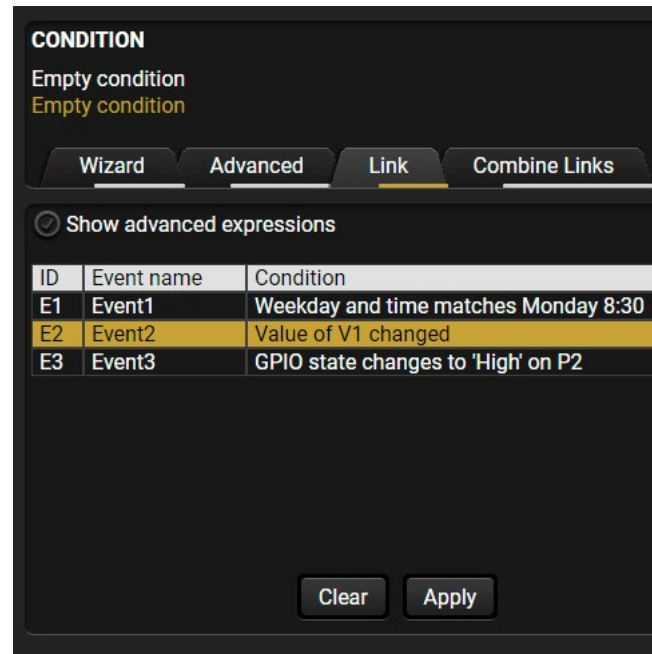 CONDITION
Empty condition
Empty condition
Wizard Advanced Link Combine Links
Show advanced expressions
ID Event name Condition
E1 Event1 Weekday and time matches Monday 8:30
E2 Event2 Value of V1 changed
E3 Event3 GPIO state changes to 'High' on P2
Clear Apply